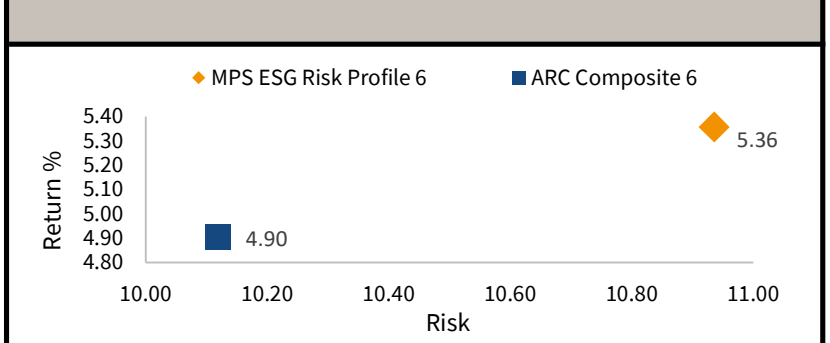 MPS ESG Risk Profile 6 ARC Composite 6
5.40
5.30
5.20
5.10
5.00
4.90
4.80
Return %
5.36
4.90
10.00 10.20 10.40 10.60 10.80 11.00
Risk